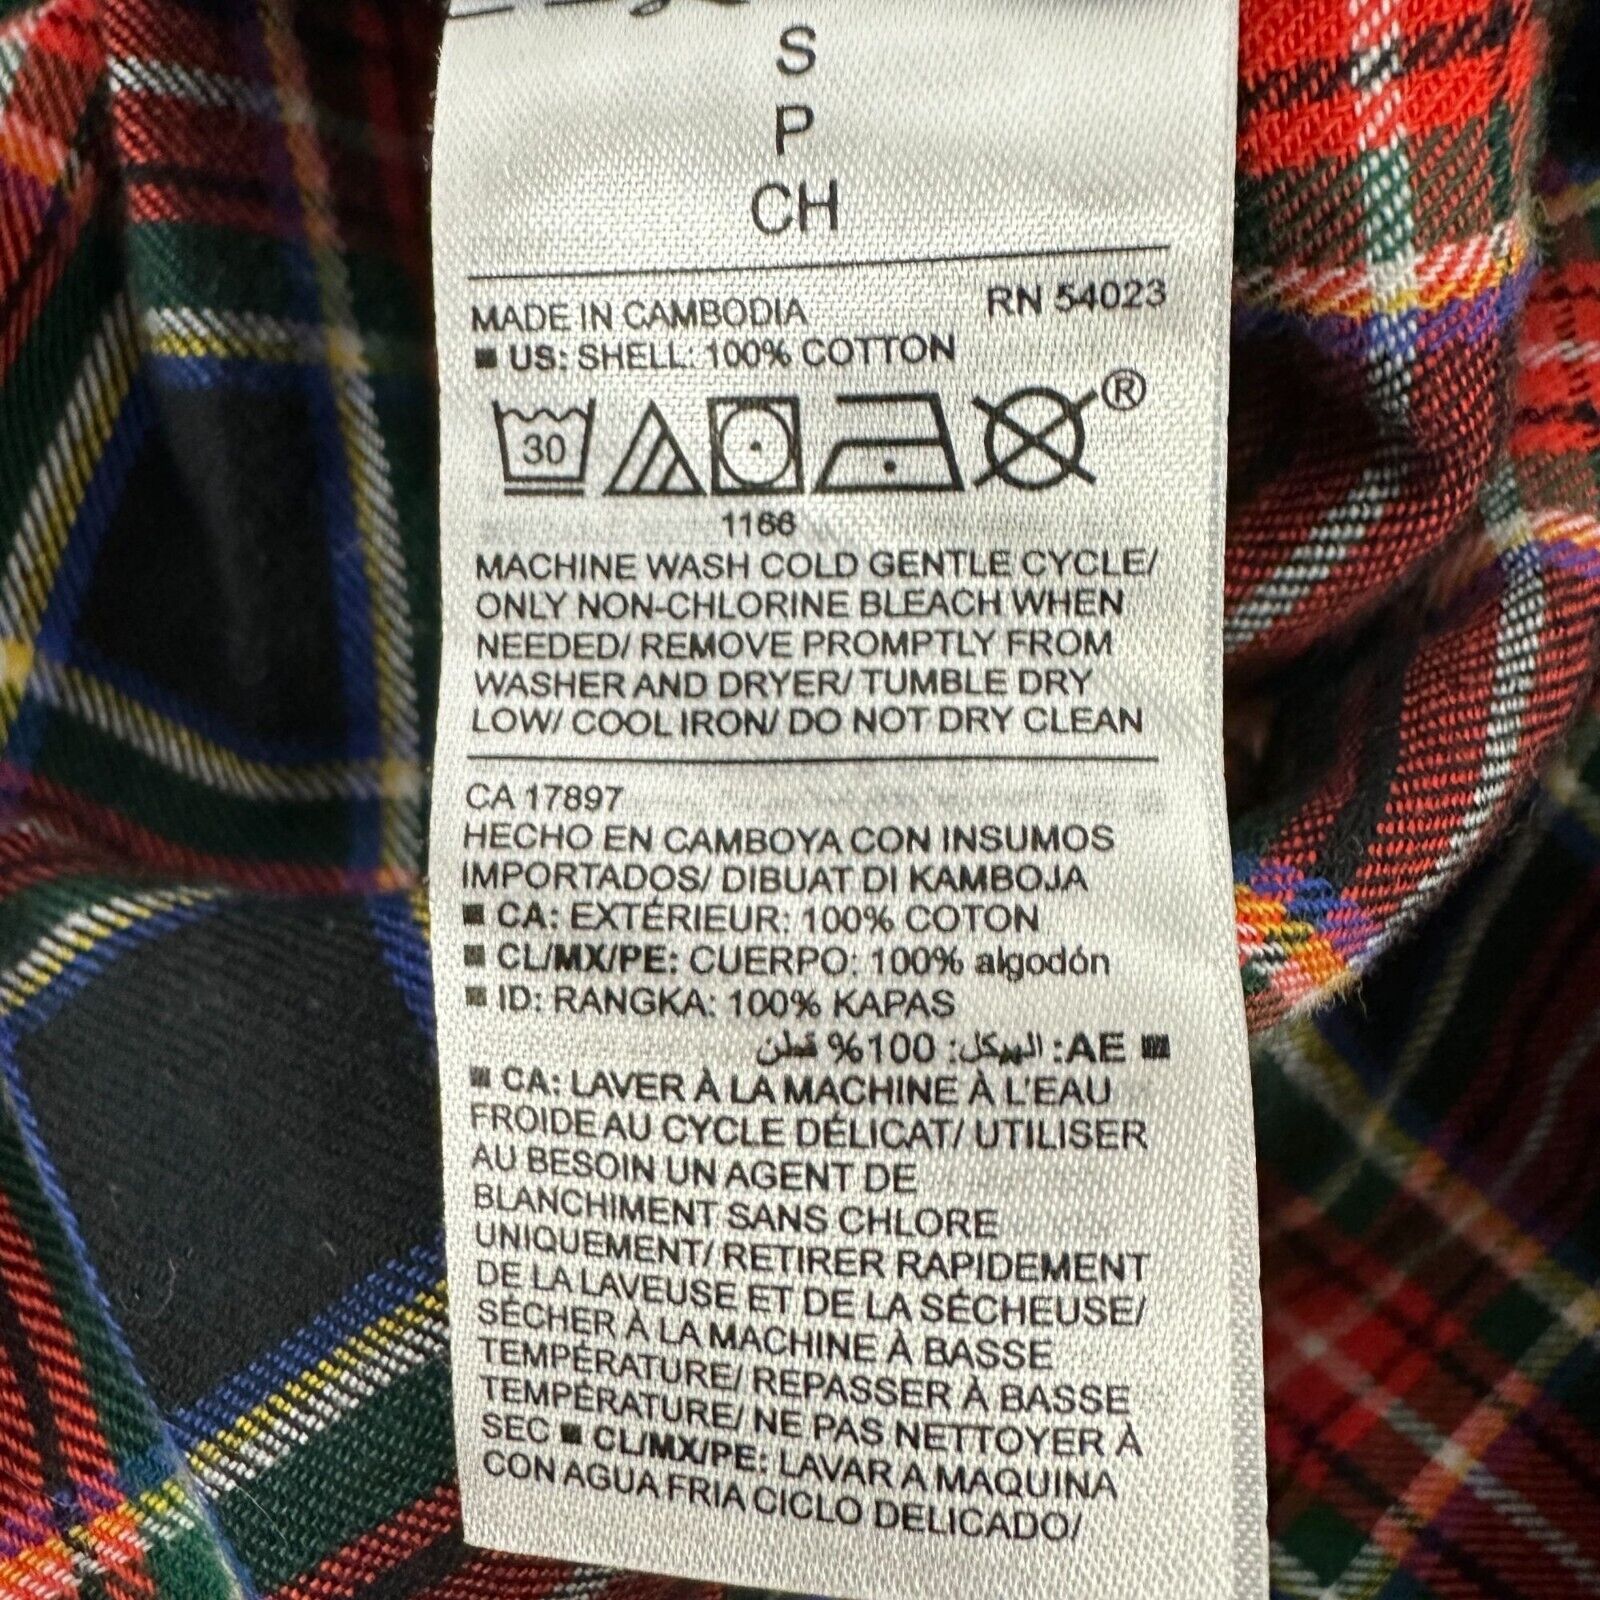 S
P
CH
RN 54023
MADE IN CAMBODIA
■ US: SHELL: 100% COTTON
30
®
1166
MACHINE WASH COLD GENTLE CYCLE/
ONLY NON-CHLORINE BLEACH WHEN
NEEDED/ REMOVE PROMPTLY FROM
WASHER AND DRYER/ TUMBLE DRY
LOW/ COOL IRON/ DO NOT DRY CLEAN
CA 17897
HECHO EN CAMBOYA CON INSUMOS
IMPORTADOS/ DIBUAT DI KAMBOJA
■ CA: EXTÉRIEUR: 100% COTON
■ CL/MX/PE: CUERPO: 100% algodón
■ ID: RANGKA: 100% KAPAS
■ AE: الهيكل: 100% قطن
■ CA: LAVER À LA MACHINE À L'EAU
FROIDE AU CYCLE DÉLICAT/ UTILISER
AU BESOIN UN AGENT DE
BLANCHIMENT SANS CHLORE
UNIQUEMENT/ RETIRER RAPIDEMENT
DE LA LAVEUSE ET DE LA SÉCHEUSE/
SÉCHER À LA MACHINE À BASSE
TEMPÉRATURE/ REPASSER À BASSE
TEMPÉRATURE/ NE PAS NETTOYER À
SEC ■ CL/MX/PE: LAVAR A MAQUINA
CON AGUA FRIA CICLO DELICADO/